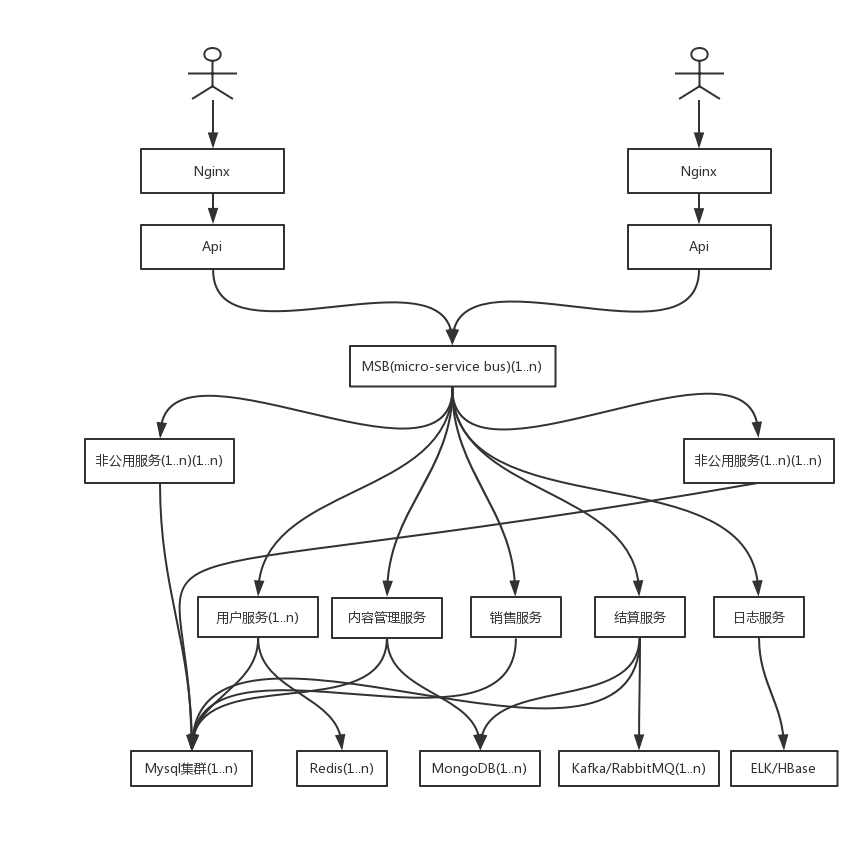 Nginx
Nginx
Api
Api
MSB(micro-service bus)(1..n)
非公用服务(1..n)(1..n)
非公用服务(1..n)(1..n)
用户服务(1..n)
内容管理服务
销售服务
结算服务
日志服务
Mysql集群(1..n)
Redis(1..n)
MongoDB(1..n)
Kafka/RabbitMQ(1..n)
ELK/HBase